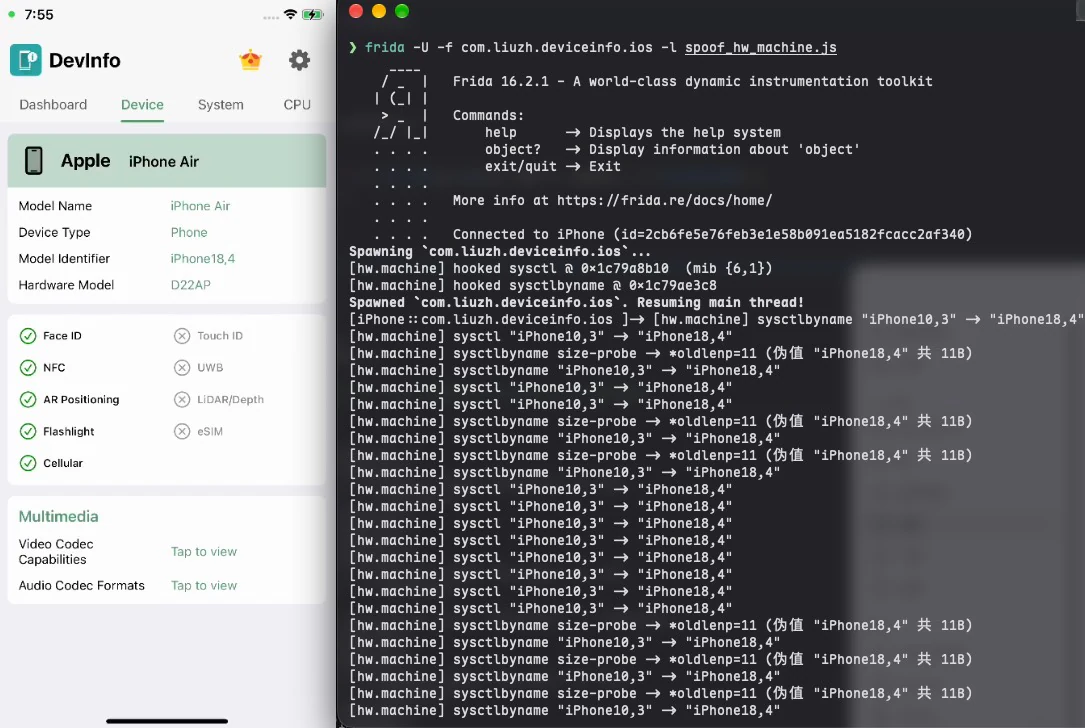 7:55
DevInfo
Dashboard Device System CPU
Apple iPhone Air
Model Name iPhone Air
Device Type Phone
Model Identifier iPhone18,4
Hardware Model D22AP
Face ID Touch ID
NFC UWB
AR Positioning LiDAR/Depth
Flashlight eSIM
Cellular
Multimedia
Video Codec Capabilities Tap to view
Audio Codec Formats Tap to view
❯ frida -U -f com.liuzh.deviceinfo.ios -l spoof_hw_machine.js
     ____
    / _  |   Frida 16.2.1 - A world-class dynamic instrumentation toolkit
   | (_| |
    > _  |   Commands:
   /_/ |_|       help      → Displays the help system
   . . . .       object?   → Display information about 'object'
   . . . .       exit/quit → Exit
   . . . .
   . . . .   More info at https://frida.re/docs/home/
   . . . .
   . . . .   Connected to iPhone (id=2cb6fe5e76feb3e1e58b091ea5182fcacc2af340)
Spawning `com.liuzh.deviceinfo.ios`...
[hw.machine] hooked sysctl @ 0x1c79a8b10  (mib {6,1})
[hw.machine] hooked sysctlbyname @ 0x1c79ae3c8
Spawned `com.liuzh.deviceinfo.ios`. Resuming main thread!
[iPhone::com.liuzh.deviceinfo.ios ]→ [hw.machine] sysctlbyname "iPhone10,3" → "iPhone18,4"
[hw.machine] sysctl "iPhone10,3" → "iPhone18,4"
[hw.machine] sysctlbyname size-probe → *oldlenp=11 (伪值 "iPhone18,4" 共 11B)
[hw.machine] sysctlbyname "iPhone10,3" → "iPhone18,4"
[hw.machine] sysctl "iPhone10,3" → "iPhone18,4"
[hw.machine] sysctl "iPhone10,3" → "iPhone18,4"
[hw.machine] sysctlbyname size-probe → *oldlenp=11 (伪值 "iPhone18,4" 共 11B)
[hw.machine] sysctlbyname "iPhone10,3" → "iPhone18,4"
[hw.machine] sysctlbyname size-probe → *oldlenp=11 (伪值 "iPhone18,4" 共 11B)
[hw.machine] sysctlbyname "iPhone10,3" → "iPhone18,4"
[hw.machine] sysctl "iPhone10,3" → "iPhone18,4"
[hw.machine] sysctl "iPhone10,3" → "iPhone18,4"
[hw.machine] sysctl "iPhone10,3" → "iPhone18,4"
[hw.machine] sysctl "iPhone10,3" → "iPhone18,4"
[hw.machine] sysctl "iPhone10,3" → "iPhone18,4"
[hw.machine] sysctl "iPhone10,3" → "iPhone18,4"
[hw.machine] sysctl "iPhone10,3" → "iPhone18,4"
[hw.machine] sysctl "iPhone10,3" → "iPhone18,4"
[hw.machine] sysctlbyname size-probe → *oldlenp=11 (伪值 "iPhone18,4" 共 11B)
[hw.machine] sysctlbyname "iPhone10,3" → "iPhone18,4"
[hw.machine] sysctlbyname size-probe → *oldlenp=11 (伪值 "iPhone18,4" 共 11B)
[hw.machine] sysctlbyname "iPhone10,3" → "iPhone18,4"
[hw.machine] sysctlbyname size-probe → *oldlenp=11 (伪值 "iPhone18,4" 共 11B)
[hw.machine] sysctlbyname "iPhone10,3" → "iPhone18,4"